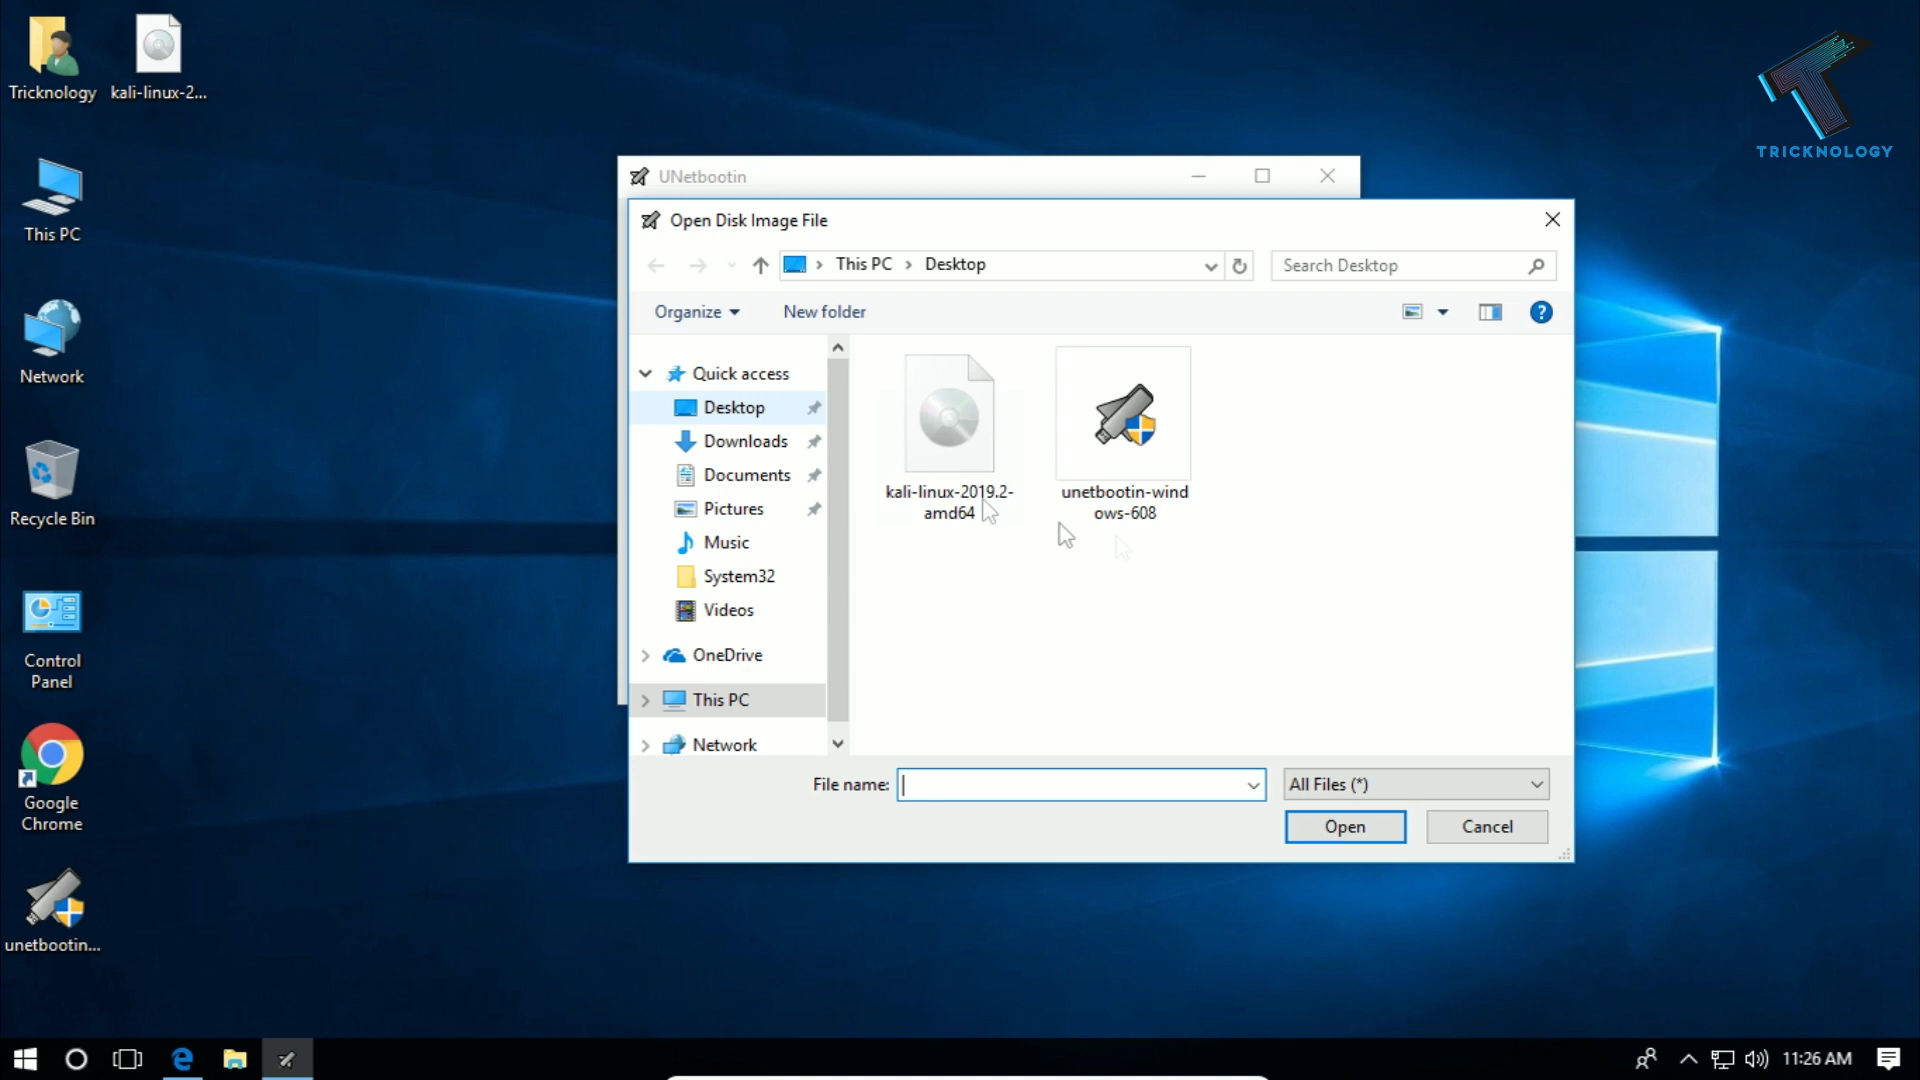 Tricknology
kali-linux-2...
This PC
Network
Recycle Bin
Control
Panel
Google
Chrome
unetbootin...
TRICKNOLOGY
UNetbootin
Open Disk Image File
This PC
Desktop
Search Desktop
Organize
New folder
?
Quick access
Desktop
Downloads
Documents
Pictures
Music
System32
Videos
OneDrive
This PC
Network
kali-linux-2019.2-
amd64
unetbootin-wind
ows-608
File name:
All Files (*)
Open
Cancel
11:26 AM